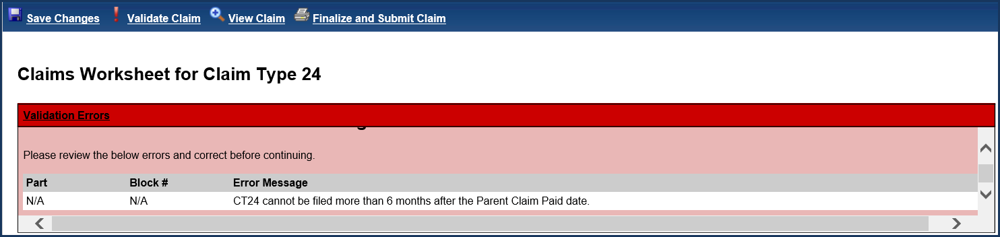 Save Changes Validate Claim View Claim Finalize and Submit Claim
Claims Worksheet for Claim Type 24
Validation Errors
Please review the below errors and correct before continuing.
Part Block # Error Message
N/A N/A CT24 cannot be filed more than 6 months after the Parent Claim Paid date.